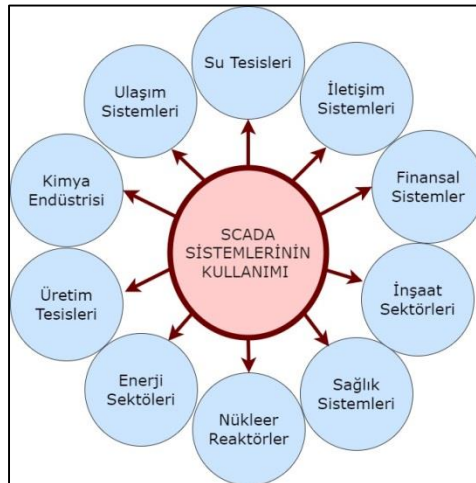 Su Tesisleri
İletişim
Sistemleri
Finansal
Sistemler
İnşaat
Sektörleri
Sağlık
Sistemleri
Nükleer
Reaktörler
Enerji
Sektöleri
Üretim
Tesisleri
Kimya
Endüstrisi
Ulaşım
Sistemleri
SCADA
SİSTEMLERİNİN
KULLANIMI